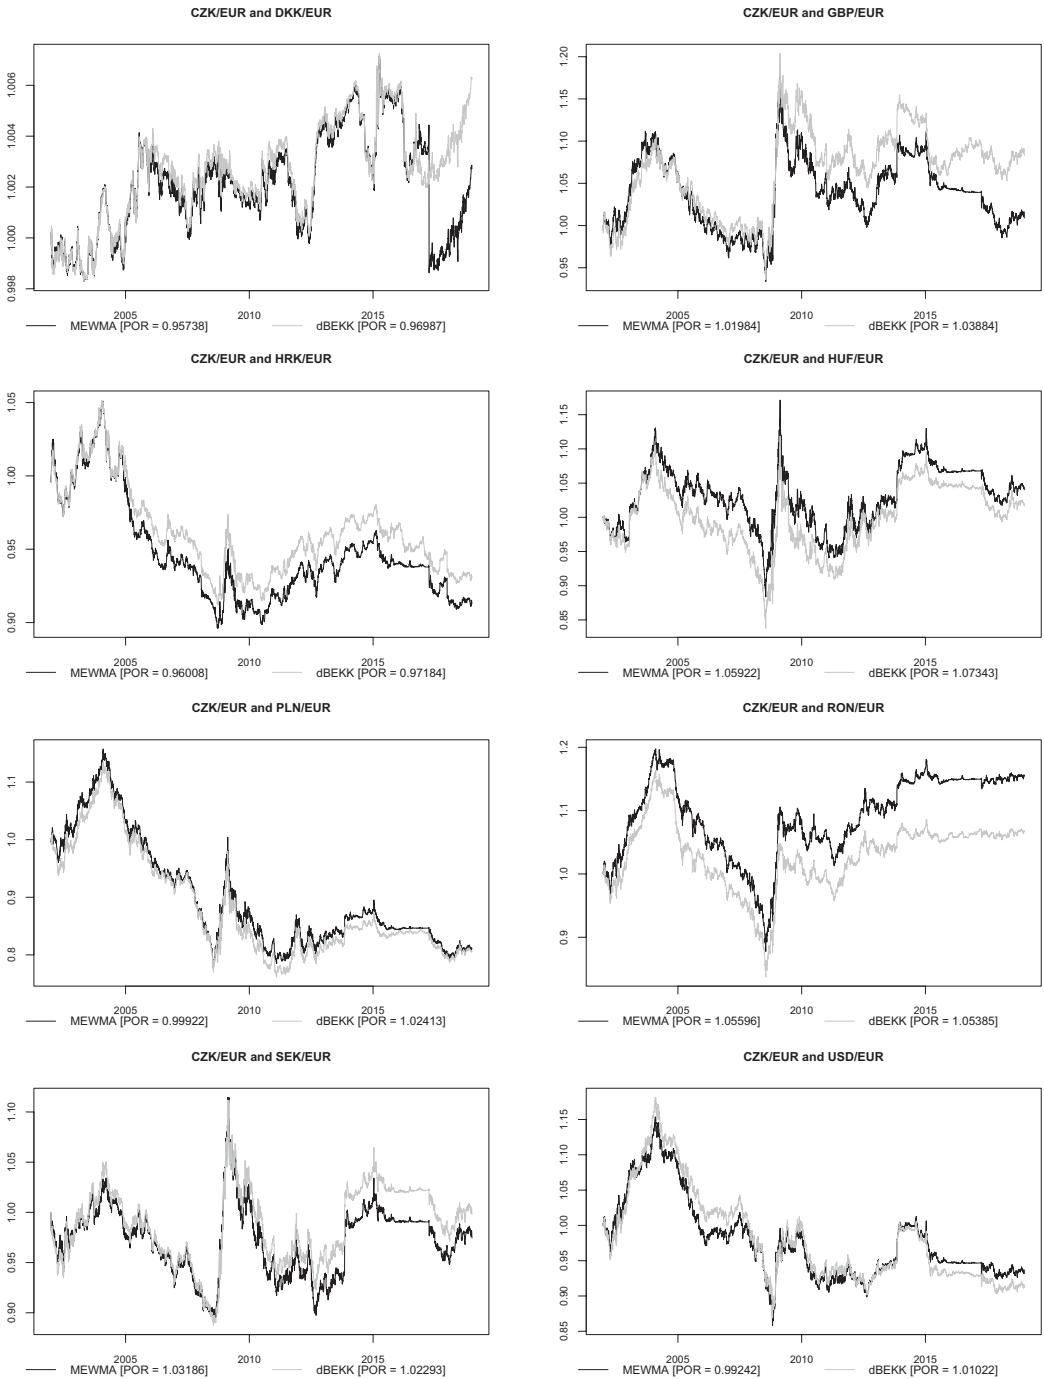 CZK/EUR and DKK/EUR
1.006
1.004
1.002
1.000
0.998
2005 2010 2015
MEWMA [POR = 0.95738] dBEKK [POR = 0.96987]
CZK/EUR and GBP/EUR
1.20
1.15
1.10
1.05
1.00
0.95
2005 2010 2015
MEWMA [POR = 1.01984] dBEKK [POR = 1.03884]
CZK/EUR and HRK/EUR
1.05
1.00
0.95
0.90
2005 2010 2015
MEWMA [POR = 0.96008] dBEKK [POR = 0.97184]
CZK/EUR and HUF/EUR
1.15
1.10
1.05
1.00
0.95
0.90
0.85
2005 2010 2015
MEWMA [POR = 1.05922] dBEKK [POR = 1.07343]
CZK/EUR and PLN/EUR
1.1
1.0
0.9
0.8
2005 2010 2015
MEWMA [POR = 0.99922] dBEKK [POR = 1.02413]
CZK/EUR and RON/EUR
1.2
1.1
1.0
0.9
2005 2010 2015
MEWMA [POR = 1.05596] dBEKK [POR = 1.05385]
CZK/EUR and SEK/EUR
1.10
1.05
1.00
0.95
0.90
2005 2010 2015
MEWMA [POR = 1.03186] dBEKK [POR = 1.02293]
CZK/EUR and USD/EUR
1.15
1.10
1.05
1.00
0.95
0.90
0.85
2005 2010 2015
MEWMA [POR = 0.99242] dBEKK [POR = 1.01022]